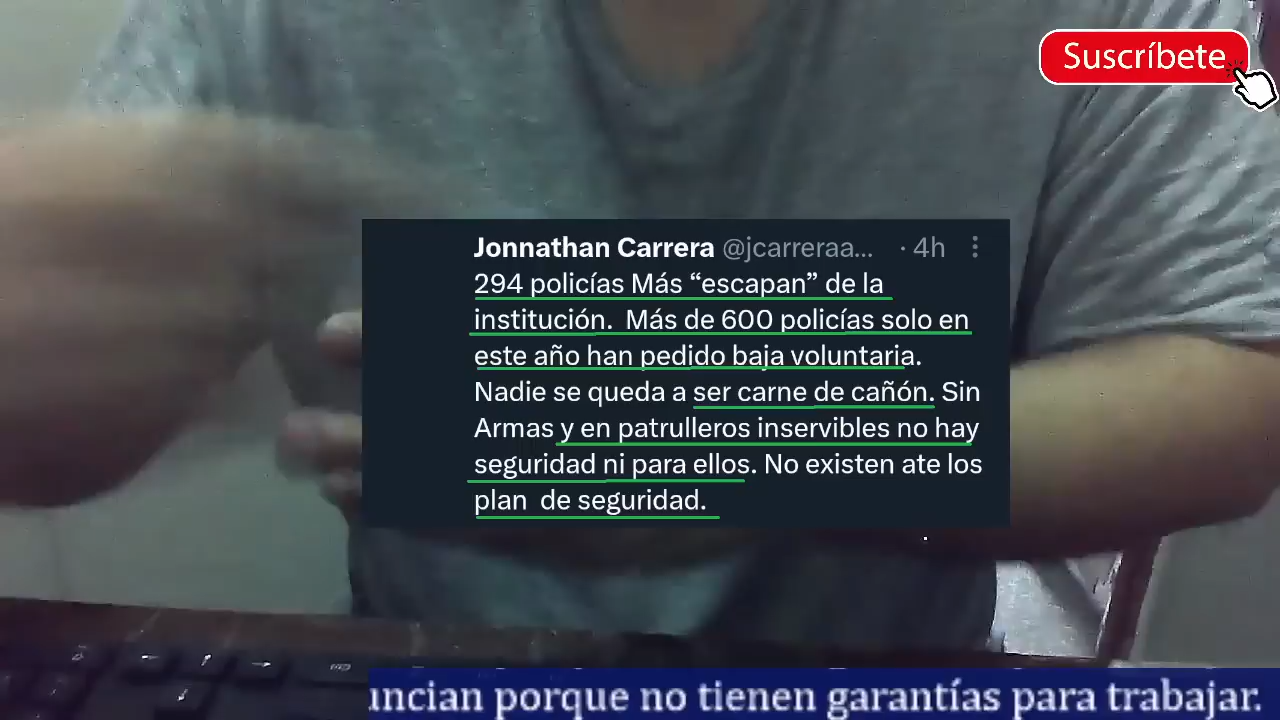 Suscríbete
Jonnathan Carrera @jcarreraa... · 4h
294 policías Más “escapan” de la
institución.  Más de 600 policías solo en
este año han pedido baja voluntaria.
Nadie se queda a ser carne de cañón. Sin
Armas y en patrulleros inservibles no hay
seguridad ni para ellos. No existen ate los
plan  de seguridad.
porque no tienen garantías para trabajar.